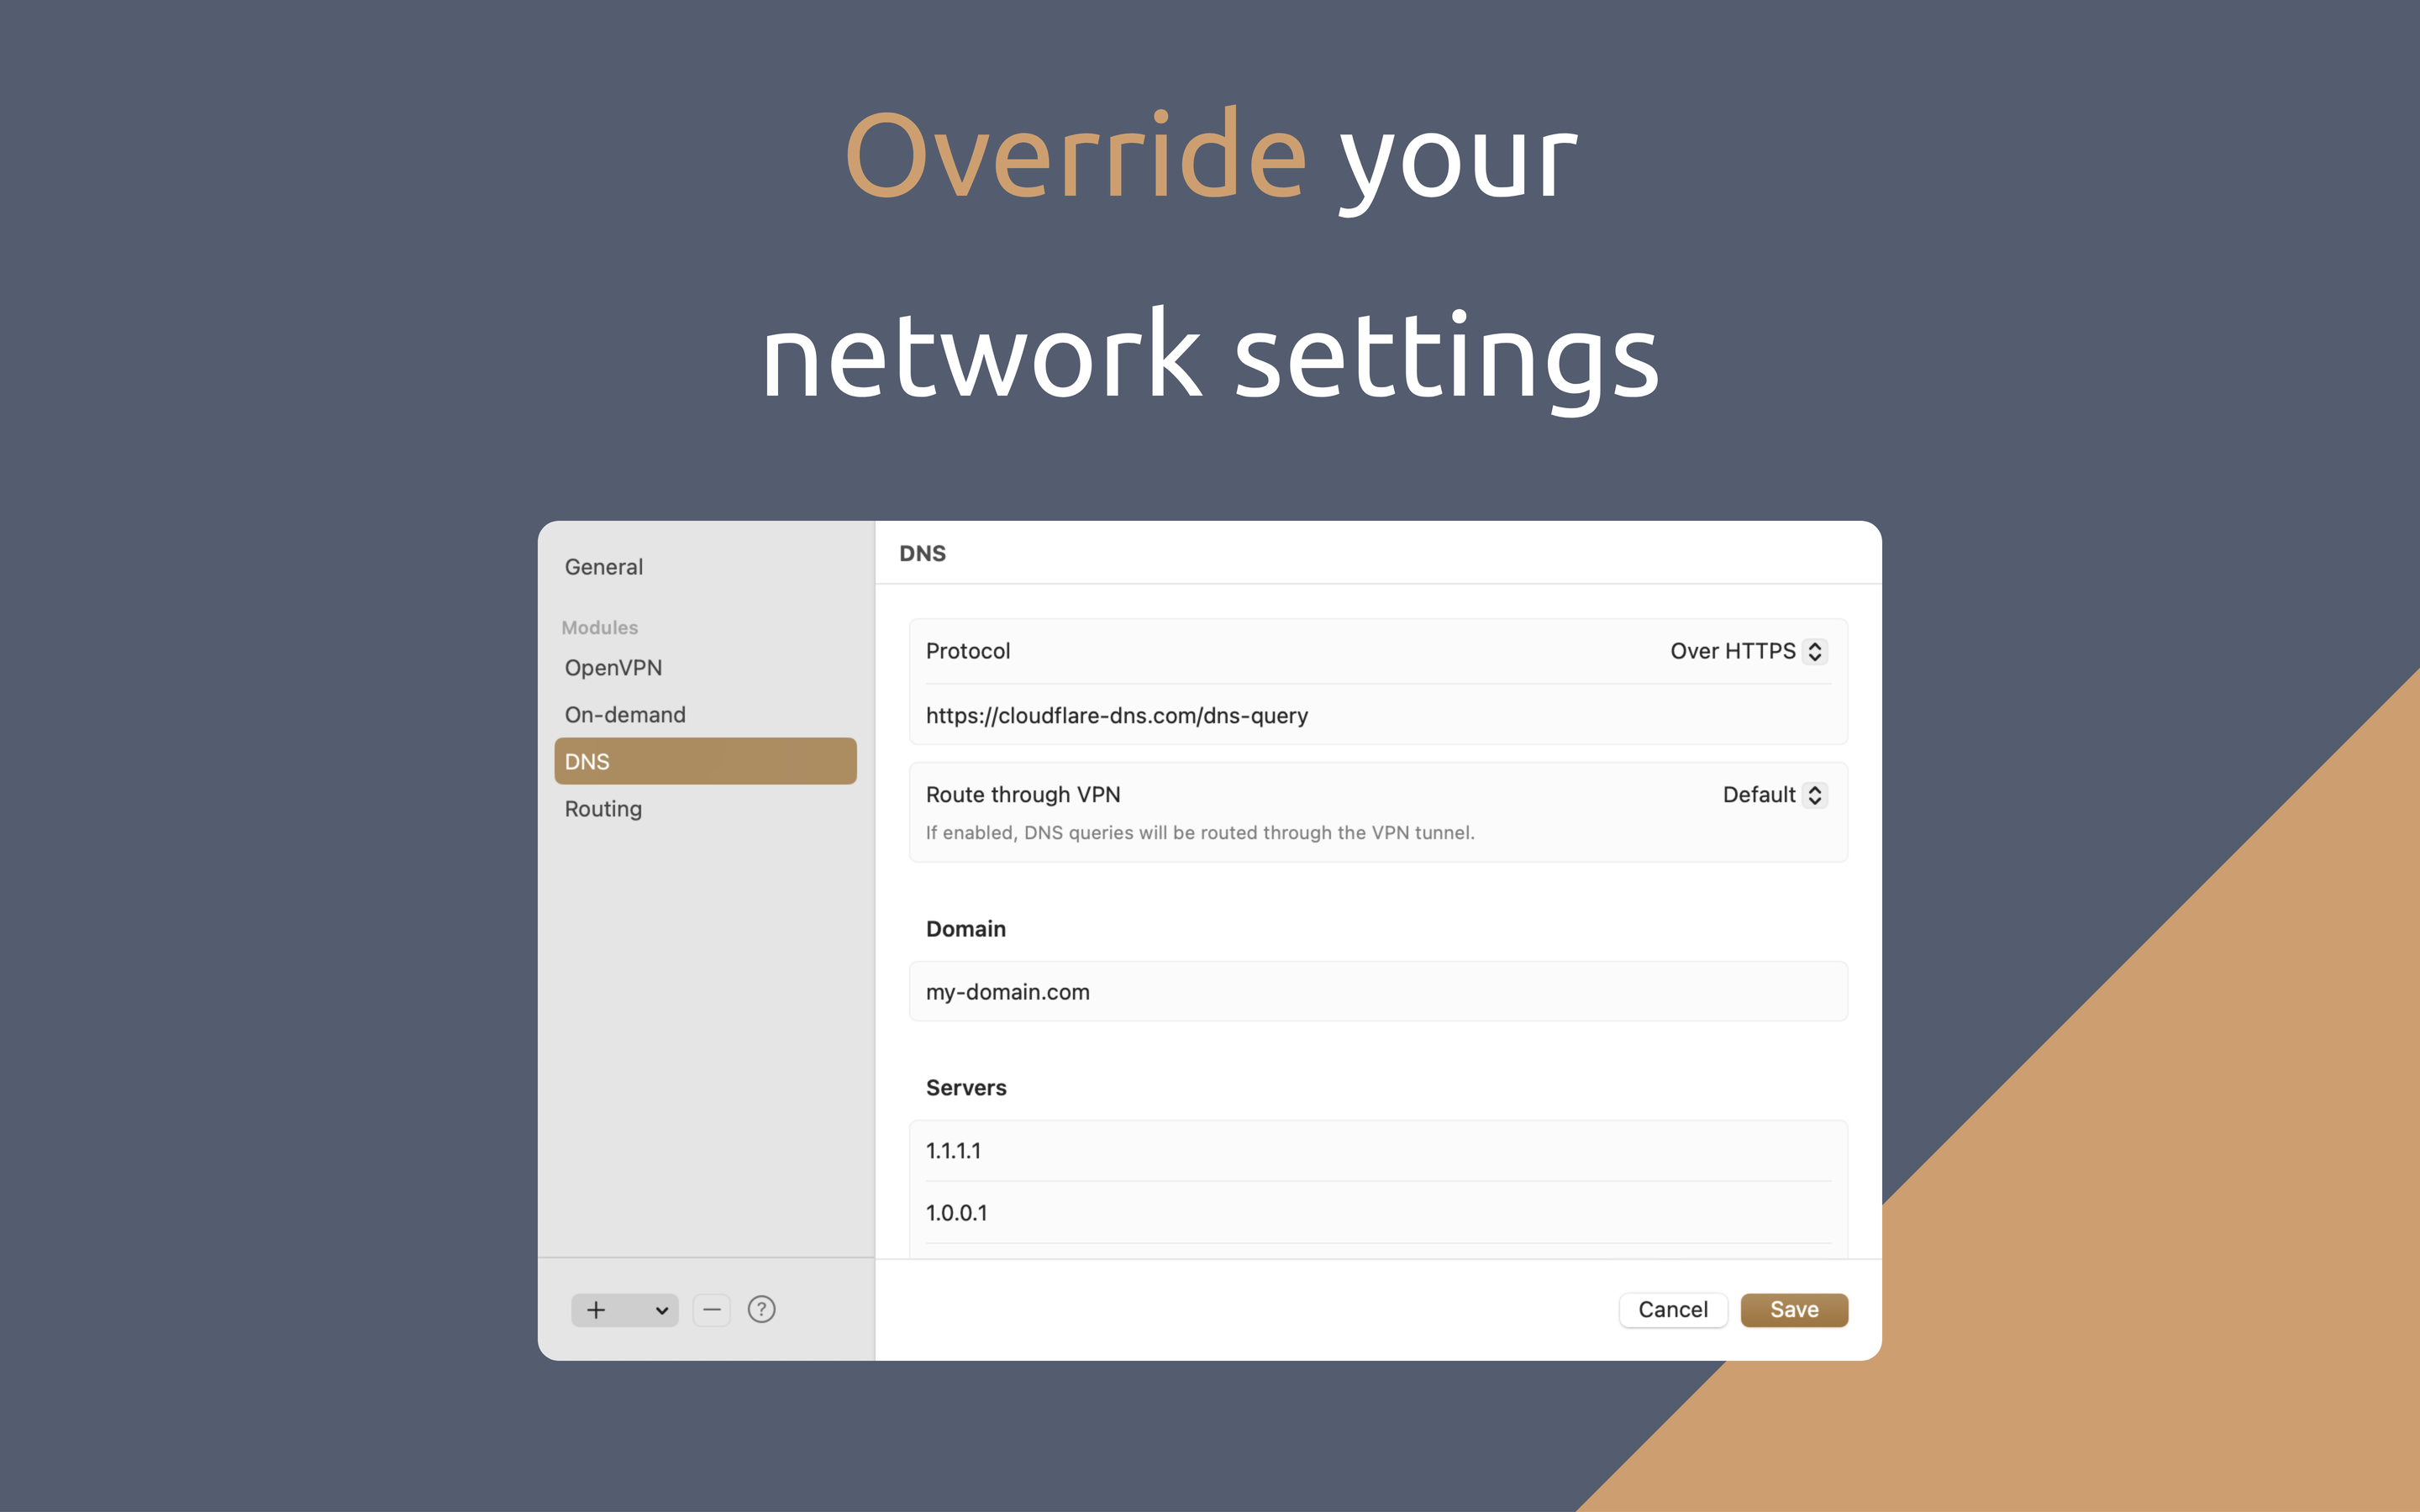 Override your
network settings
General
Modules
OpenVPN
On-demand
DNS
Routing
DNS
Protocol
Over HTTPS
https://cloudflare-dns.com/dns-query
Route through VPN
Default
If enabled, DNS queries will be routed through the VPN tunnel.
Domain
my-domain.com
Servers
1.1.1.1
1.0.0.1
?
Cancel
Save